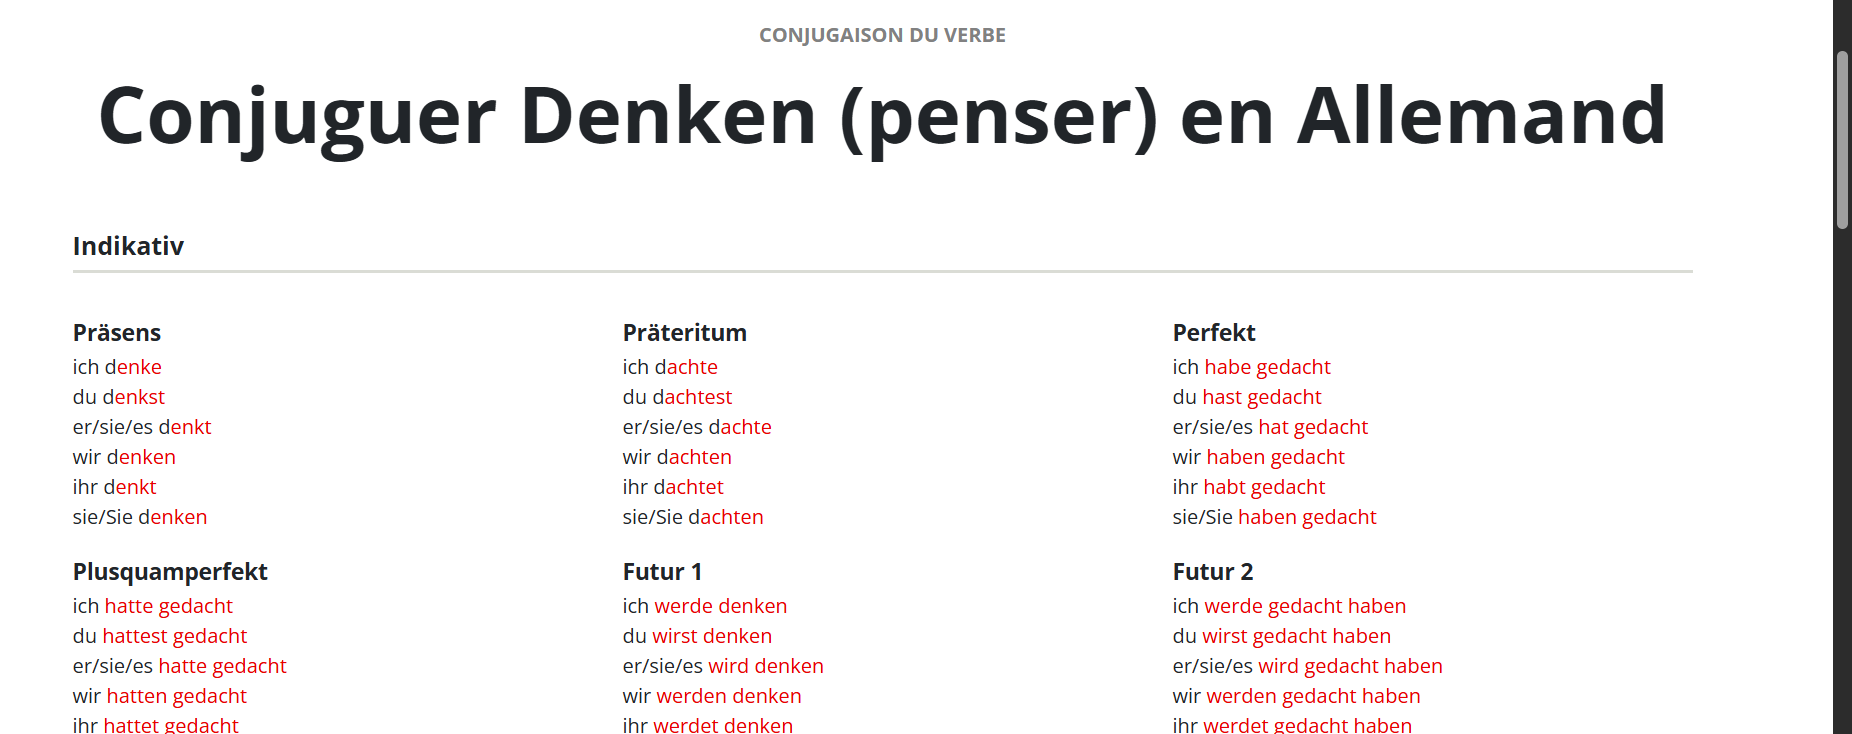 CONJUGAISON DU VERBE
Conjuguer Denken (penser) en Allemand
Indikativ
Präsens
ich denke
du denkst
er/sie/es denkt
wir denken
ihr denkt
sie/Sie denken
Präteritum
ich dachte
du dachtest
er/sie/es dachte
wir dachten
ihr dachtet
sie/Sie dachten
Perfekt
ich habe gedacht
du hast gedacht
er/sie/es hat gedacht
wir haben gedacht
ihr habt gedacht
sie/Sie haben gedacht
Plusquamperfekt
ich hatte gedacht
du hattest gedacht
er/sie/es hatte gedacht
wir hatten gedacht
ihr hattet gedacht
Futur 1
ich werde denken
du wirst denken
er/sie/es wird denken
wir werden denken
ihr werdet denken
Futur 2
ich werde gedacht haben
du wirst gedacht haben
er/sie/es wird gedacht haben
wir werden gedacht haben
ihr werdet gedacht haben